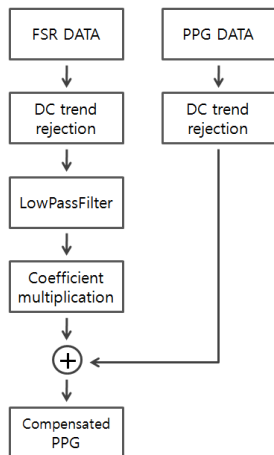 FSR DATA
PPG DATA
DC trend
rejection
DC trend
rejection
LowPassFilter
Coefficient
multiplication
+
Compensated
PPG